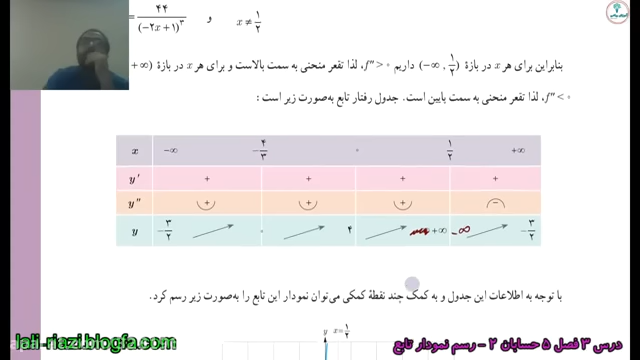 = ۴۴ / (−۲x+۱)^۳ و x ≠ ۱/۲
بنابراین برای هر x در بازهٔ (−∞, ۱/۲) داریم f″ > ۰، لذا تقعر منحنی به سمت بالاست و برای هر x در بازهٔ +∞)
f″ < ۰، لذا تقعر منحنی به سمت پایین است. جدول رفتار تابع به‌صورت زیر است:
x −∞ −۴/۳ ۰ ۱/۲ +∞
y′ + + + +
y″ + + + −
y −۳/۲ ۰ ۴ +∞ −∞ −۳/۲
با توجه به اطلاعات این جدول و به کمک چند نقطهٔ کمکی می‌توان نمودار این تابع را به‌صورت زیر رسم کرد.
y x=۱/۲
lali-riazi.blogfa.com
درس ۳ فصل ۵ حسابان ۲ - رسم نمودار تابع